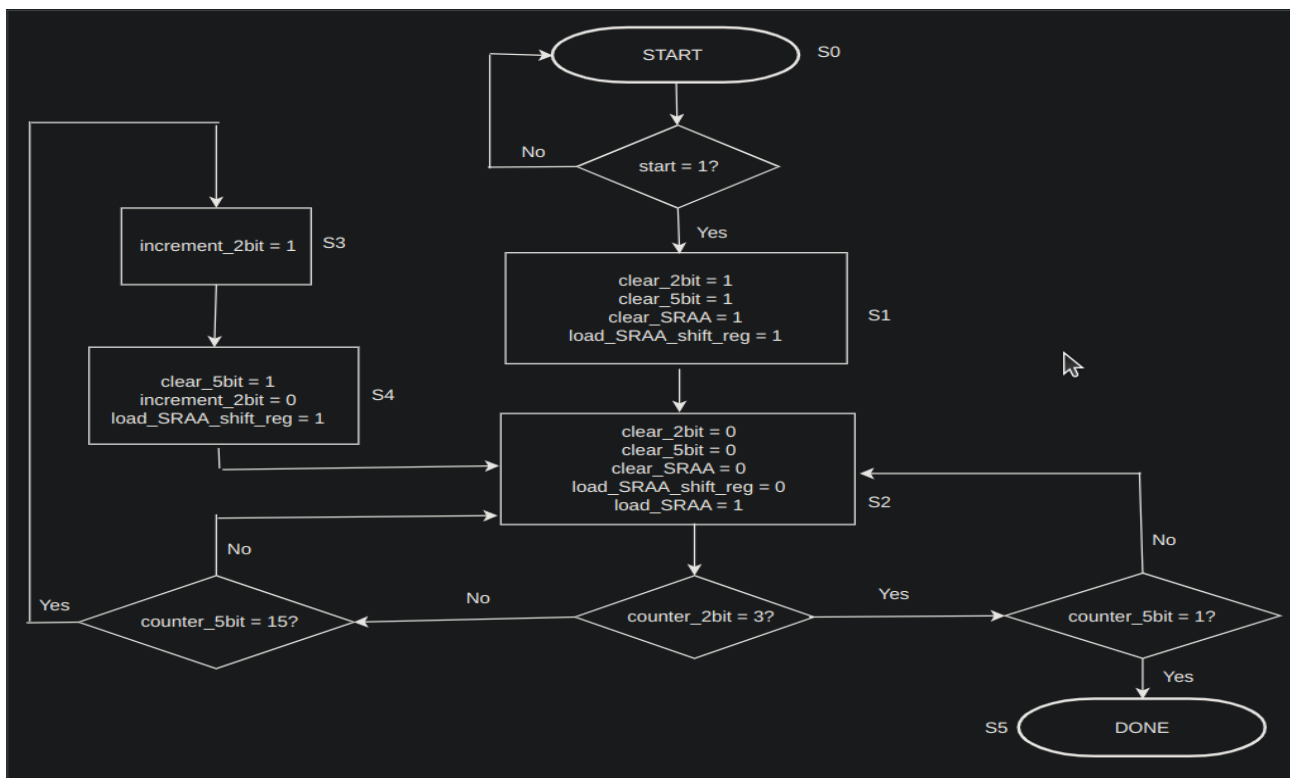 START
S0
start = 1?
No
Yes
clear_2bit = 1
clear_5bit = 1
clear_SRAA = 1
load_SRAA_shift_reg = 1
S1
increment_2bit = 1
S3
clear_5bit = 1
increment_2bit = 0
load_SRAA_shift_reg = 1
S4
clear_2bit = 0
clear_5bit = 0
clear_SRAA = 0
load_SRAA_shift_reg = 0
load_SRAA = 1
S2
counter_2bit = 3?
No
Yes
counter_5bit = 15?
No
Yes
counter_5bit = 1?
No
Yes
S5
DONE